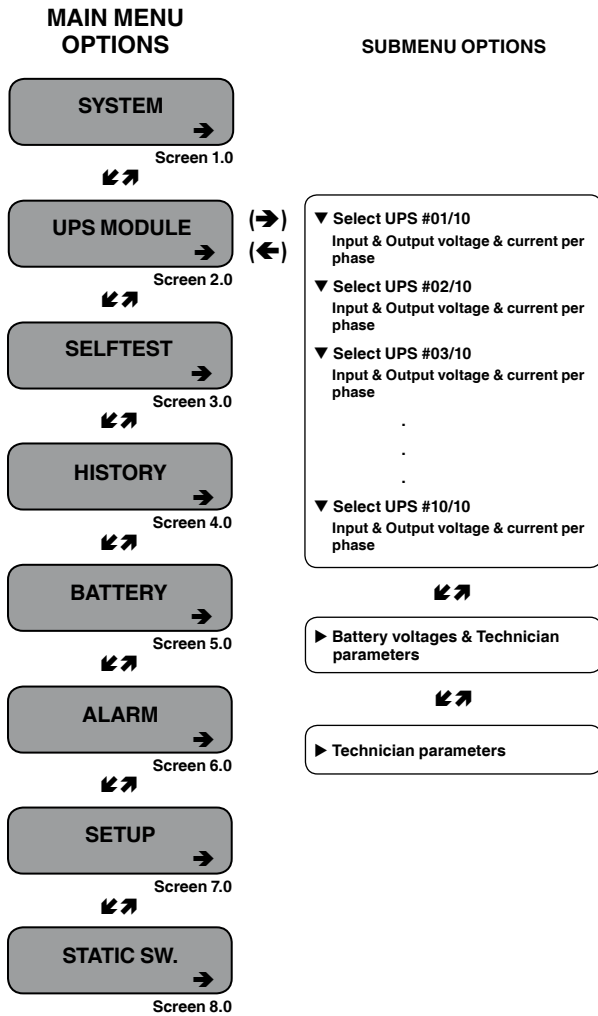 MAIN MENU
OPTIONS
SUBMENU OPTIONS
SYSTEM
➔
Screen 1.0
UPS MODULE
➔
Screen 2.0
(➔)
(🡸)
SELFTEST
➔
Screen 3.0
HISTORY
➔
Screen 4.0
BATTERY
➔
Screen 5.0
ALARM
➔
Screen 6.0
SETUP
➔
Screen 7.0
STATIC SW.
➔
Screen 8.0
▼ Select UPS #01/10
Input & Output voltage & current per
phase
▼ Select UPS #02/10
Input & Output voltage & current per
phase
▼ Select UPS #03/10
Input & Output voltage & current per
phase
.
.
.
▼ Select UPS #10/10
Input & Output voltage & current per
phase
▶ Battery voltages & Technician
parameters
▶ Technician parameters